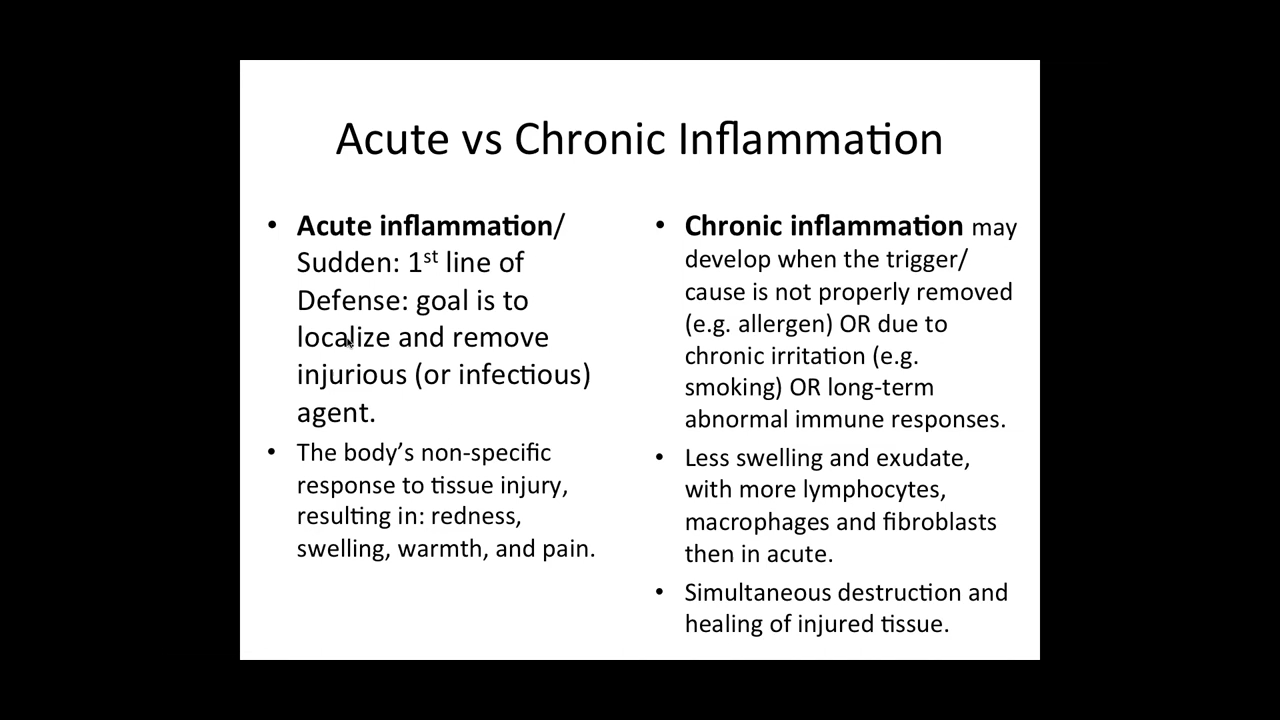 Acute vs Chronic Inflammation
• Acute inflammation/
Sudden: 1st line of
Defense: goal is to
localize and remove
injurious (or infectious)
agent.
• The body’s non-specific
response to tissue injury,
resulting in: redness,
swelling, warmth, and pain.
• Chronic inflammation may
develop when the trigger/
cause is not properly removed
(e.g. allergen) OR due to
chronic irritation (e.g.
smoking) OR long-term
abnormal immune responses.
• Less swelling and exudate,
with more lymphocytes,
macrophages and fibroblasts
then in acute.
• Simultaneous destruction and
healing of injured tissue.